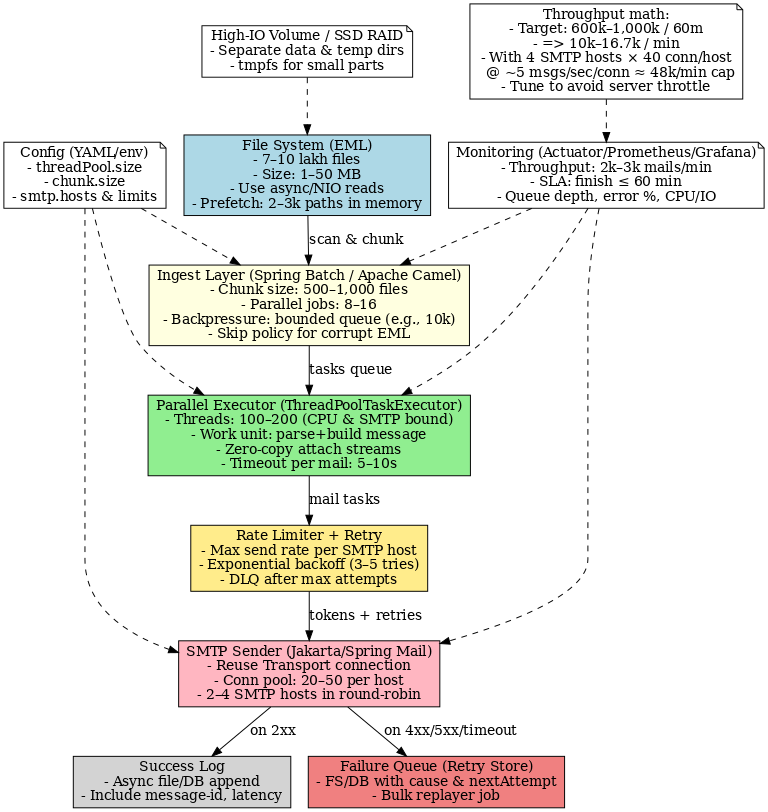 High-IO Volume / SSD RAID
- Separate data & temp dirs
- tmpfs for small parts
Throughput math:
- Target: 600k–1,000k / 60m
- => 10k–16.7k / min
- With 4 SMTP hosts × 40 conn/host
@ ~5 msgs/sec/conn ≈ 48k/min cap
- Tune to avoid server throttle
Config (YAML/env)
- threadPool.size
- chunk.size
- smtp.hosts & limits
File System (EML)
- 7–10 lakh files
- Size: 1–50 MB
- Use async/NIO reads
- Prefetch: 2–3k paths in memory
Monitoring (Actuator/Prometheus/Grafana)
- Throughput: 2k–3k mails/min
- SLA: finish ≤ 60 min
- Queue depth, error %, CPU/IO
scan & chunk
Ingest Layer (Spring Batch / Apache Camel)
- Chunk size: 500–1,000 files
- Parallel jobs: 8–16
- Backpressure: bounded queue (e.g., 10k)
- Skip policy for corrupt EML
tasks queue
Parallel Executor (ThreadPoolTaskExecutor)
- Threads: 100–200 (CPU & SMTP bound)
- Work unit: parse+build message
- Zero-copy attach streams
- Timeout per mail: 5–10s
mail tasks
Rate Limiter + Retry
- Max send rate per SMTP host
- Exponential backoff (3–5 tries)
- DLQ after max attempts
tokens + retries
SMTP Sender (Jakarta/Spring Mail)
- Reuse Transport connection
- Conn pool: 20–50 per host
- 2–4 SMTP hosts in round-robin
on 2xx
on 4xx/5xx/timeout
Success Log
- Async file/DB append
- Include message-id, latency
Failure Queue (Retry Store)
- FS/DB with cause & nextAttempt
- Bulk replayer job